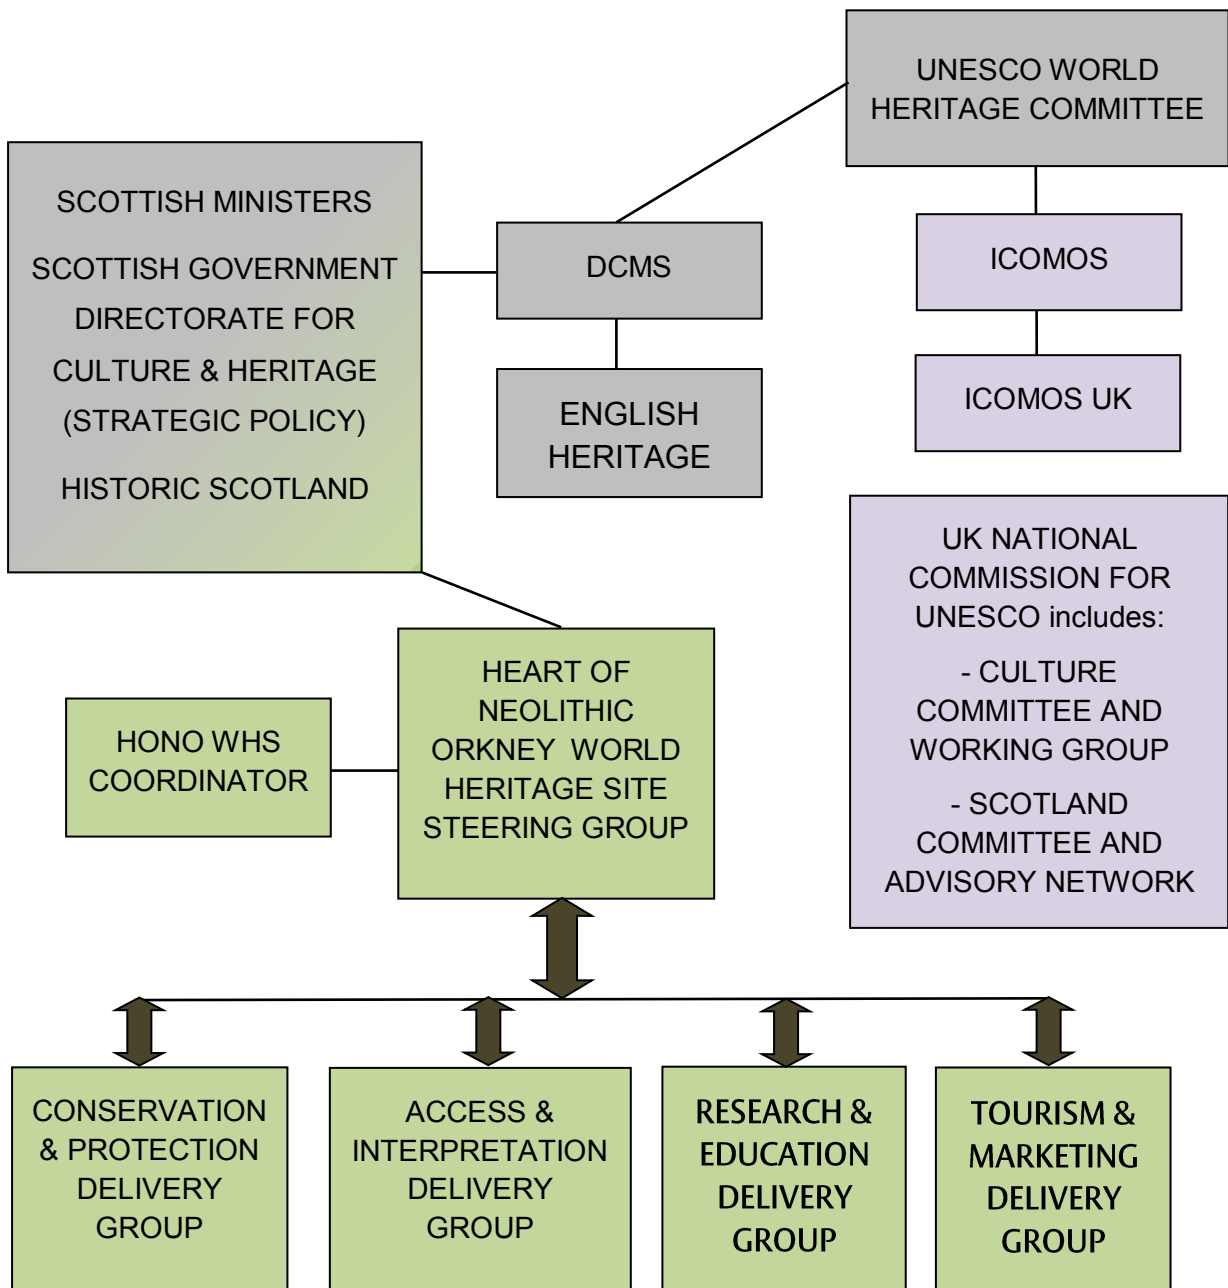 UNESCO WORLD
HERITAGE COMMITTEE
SCOTTISH MINISTERS
SCOTTISH GOVERNMENT
DIRECTORATE FOR
CULTURE & HERITAGE
(STRATEGIC POLICY)
HISTORIC SCOTLAND
DCMS
ICOMOS
ENGLISH
HERITAGE
ICOMOS UK
UK NATIONAL
COMMISSION FOR
UNESCO includes:
- CULTURE
COMMITTEE AND
WORKING GROUP
- SCOTLAND
COMMITTEE AND
ADVISORY NETWORK
HONO WHS
COORDINATOR
HEART OF
NEOLITHIC
ORKNEY WORLD
HERITAGE SITE
STEERING GROUP
CONSERVATION
& PROTECTION
DELIVERY
GROUP
ACCESS &
INTERPRETATION
DELIVERY
GROUP
RESEARCH &
EDUCATION
DELIVERY
GROUP
TOURISM &
MARKETING
DELIVERY
GROUP